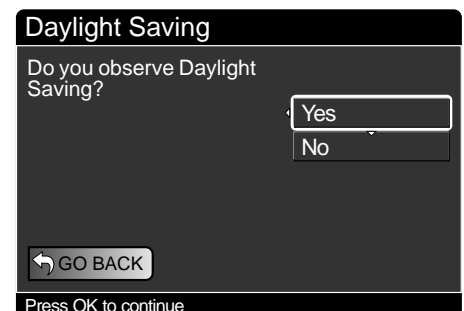 Daylight Saving
Do you observe Daylight
Saving?
Yes
No
GO BACK
Press OK to continue